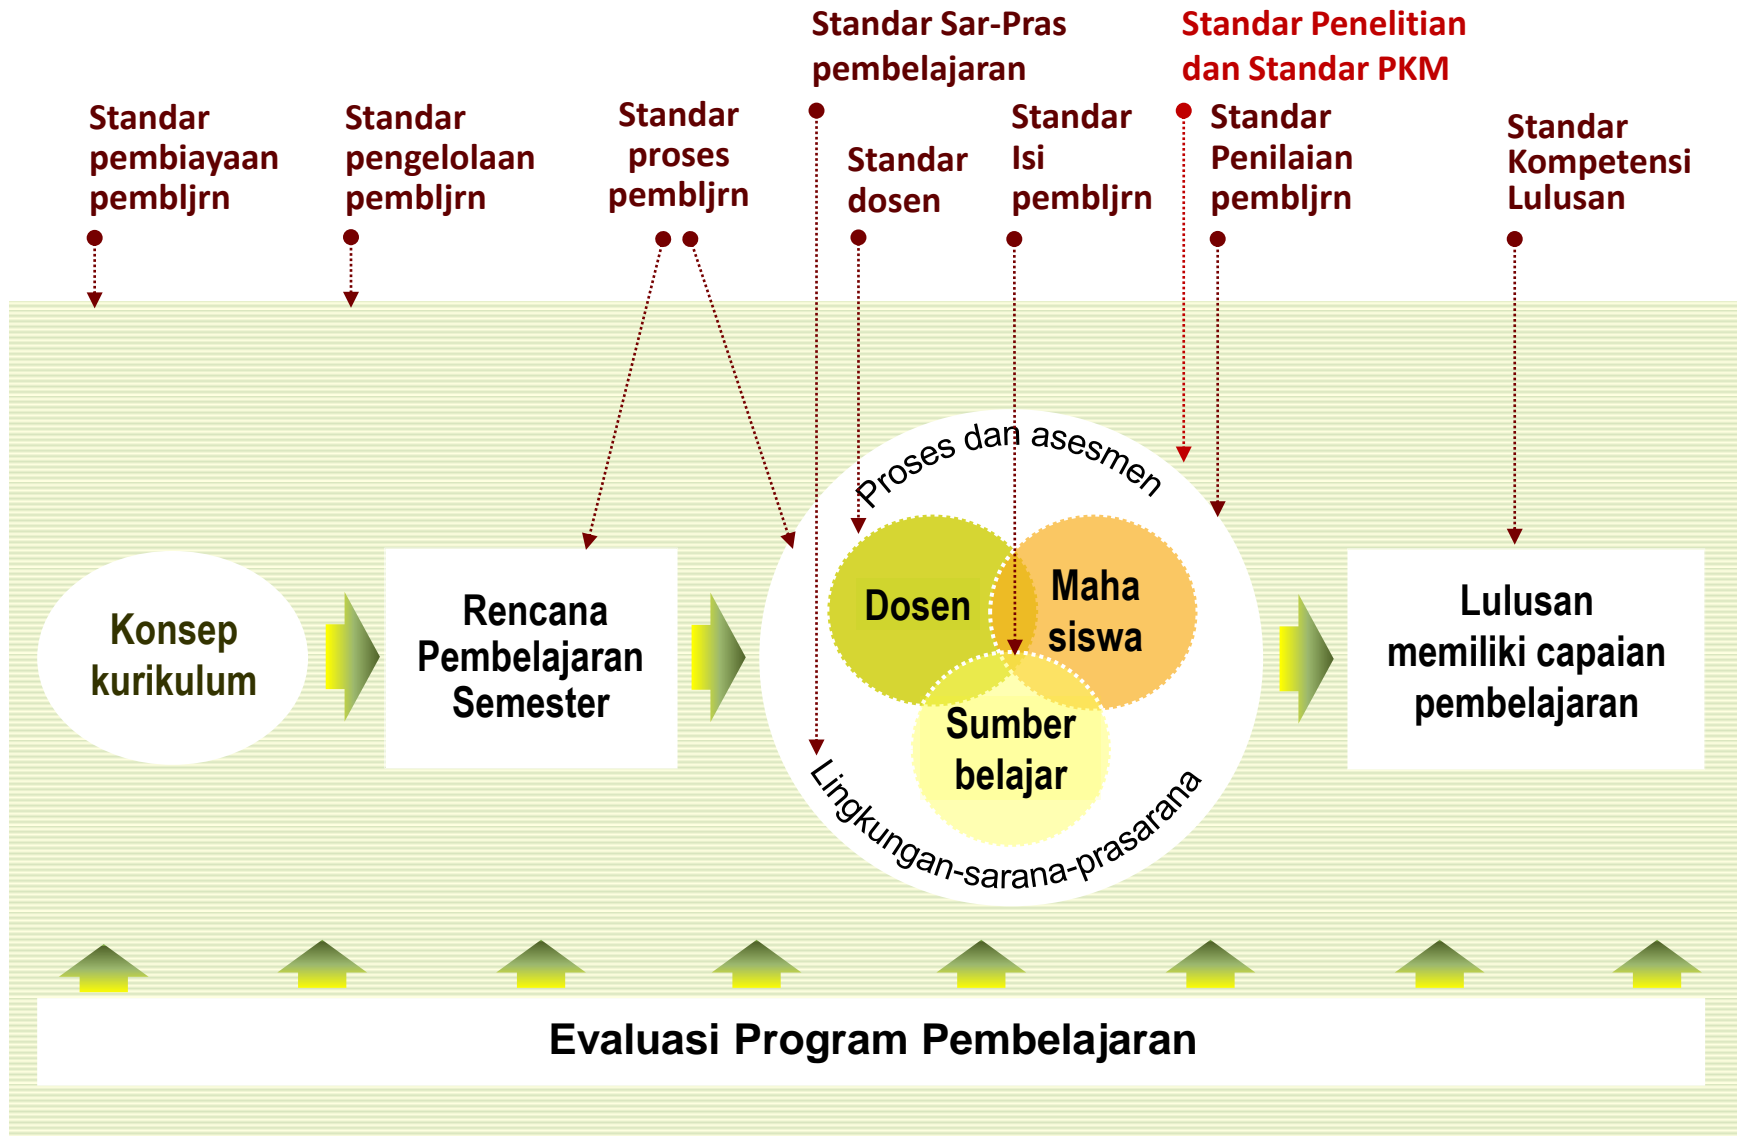 Standar Sar-Pras
pembelajaran
Standar Penelitian
dan Standar PKM
Standar
pembiayaan
pembljrn
Standar
pengelolaan
pembljrn
Standar
proses
pembljrn
Standar
dosen
Standar
Isi
pembljrn
Standar
Penilaian
pembljrn
Standar
Kompetensi
Lulusan
Konsep
kurikulum
Rencana
Pembelajaran
Semester
Proses dan asesmen
Dosen
Maha
siswa
Sumber
belajar
Lingkungan-sarana-prasarana
Lulusan
memiliki capaian
pembelajaran
Evaluasi Program Pembelajaran